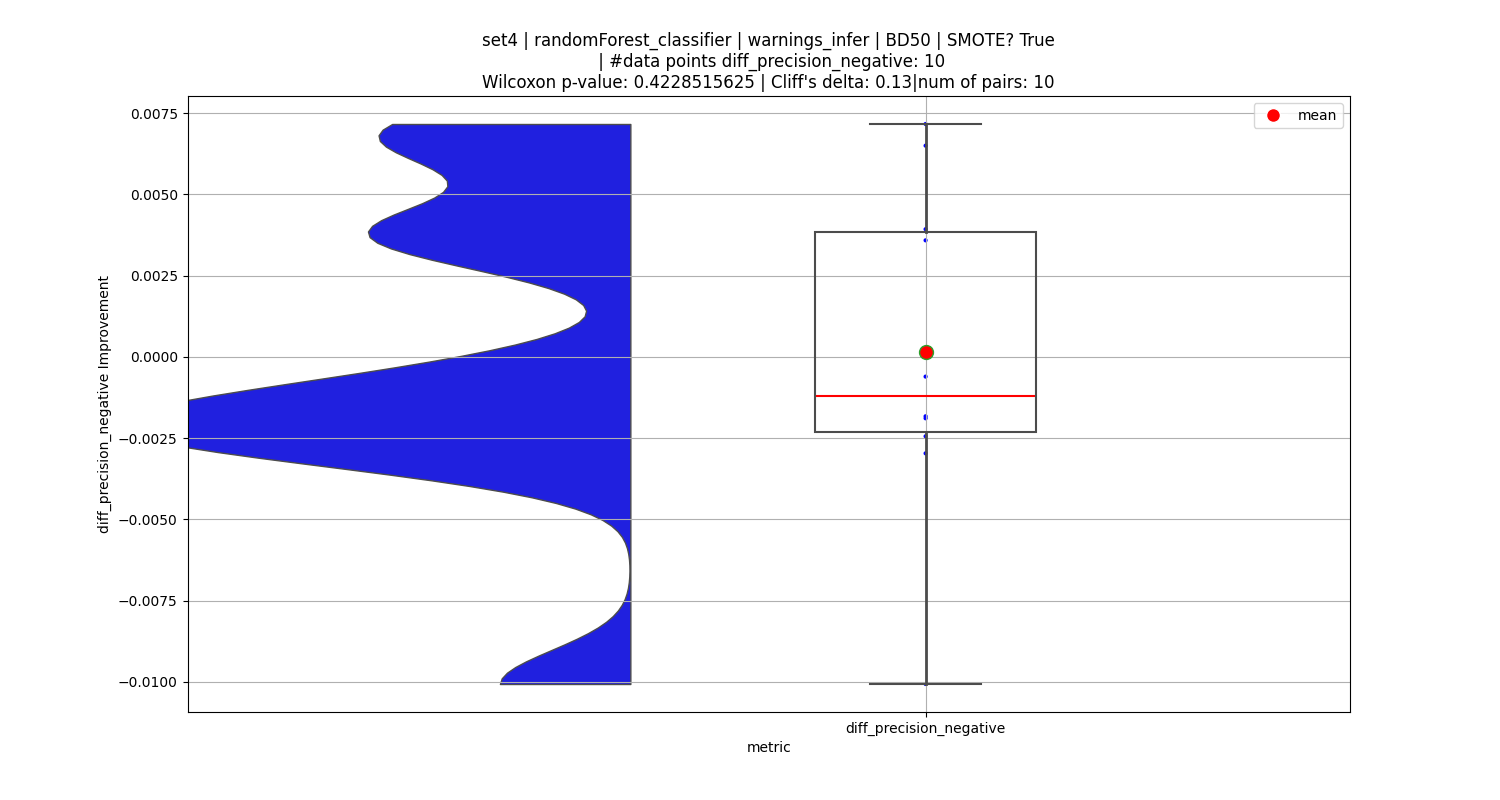 set4 | randomForest_classifier | warnings_infer | BD50 | SMOTE? True
| #data points diff_precision_negative: 10
Wilcoxon p-value: 0.4228515625 | Cliff's delta: 0.13|num of pairs: 10
mean
0.0075
0.0050
0.0025
0.0000
−0.0025
−0.0050
−0.0075
−0.0100
diff_precision_negative Improvement
diff_precision_negative
metric